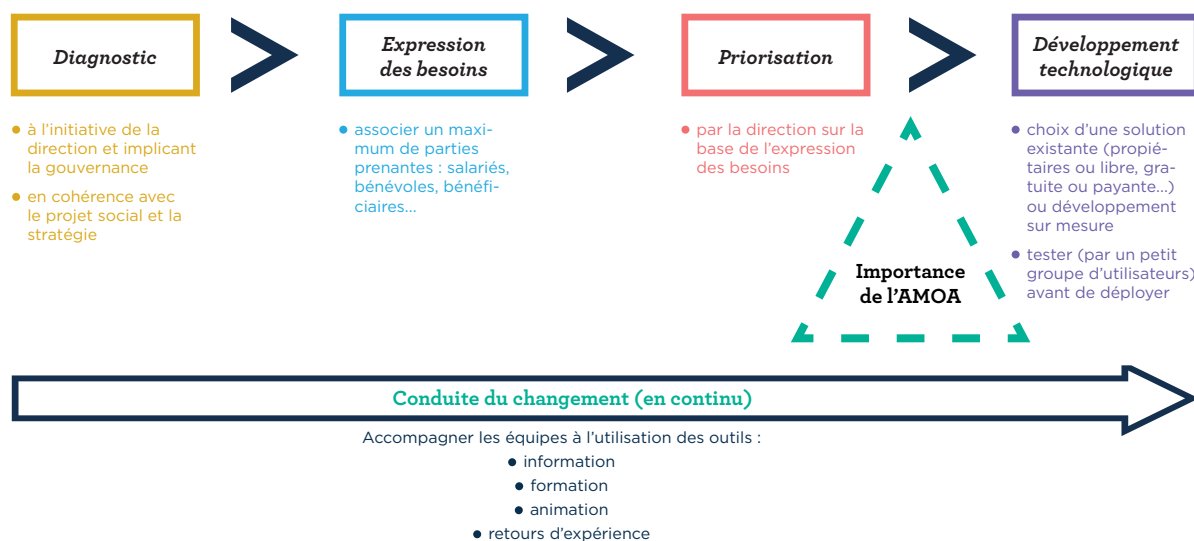 Diagnostic
• à l'initiative de la
direction et implicant
la gouvernance
• en cohérence avec
le projet social et la
stratégie
Expression
des besoins
• associer un maxi-
mum de parties
prenantes : salariés,
bénévoles, bénéfi-
ciaires...
Priorisation
• par la direction sur la
base de l'expression
des besoins
Importance
de l'AMOA
Développement
technologique
• choix d'une solution
existante (propié-
taires ou libre, gra-
tuite ou payante...)
ou développement
sur mesure
• tester (par un petit
groupe d'utilisateurs)
avant de déployer
Conduite du changement (en continu)
Accompagner les équipes à l'utilisation des outils :
• information
• formation
• animation
• retours d'expérience